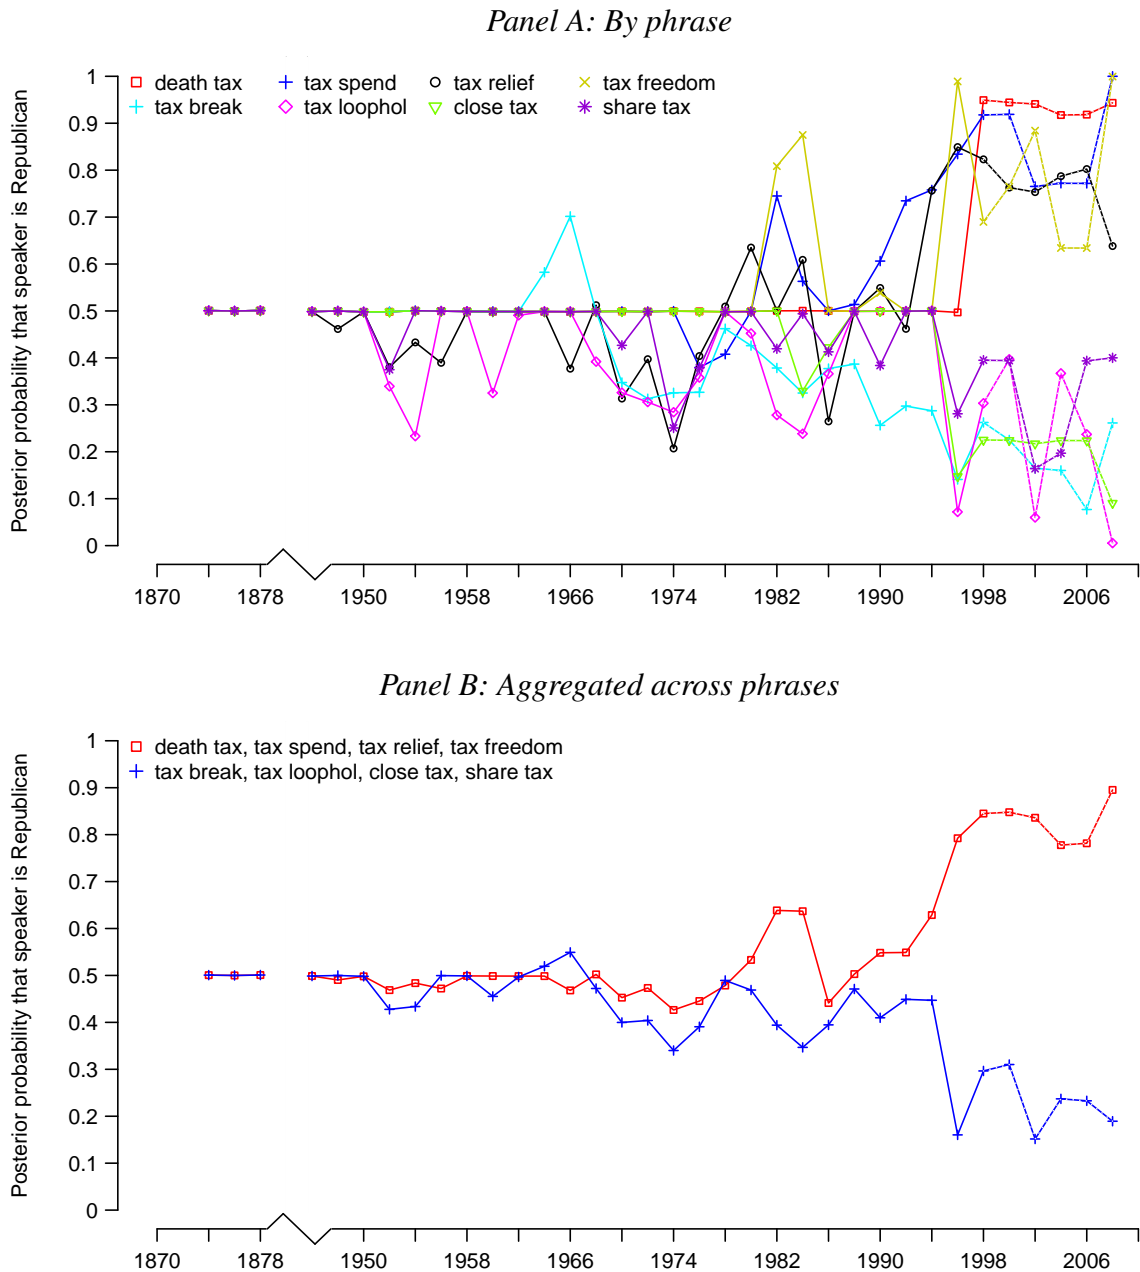 Panel A: By phrase
death tax tax spend tax relief tax freedom
tax break tax loophol close tax share tax
Posterior probability that speaker is Republican
1
0.9
0.8
0.7
0.6
0.5
0.4
0.3
0.2
0.1
0
1870 1878 1950 1958 1966 1974 1982 1990 1998 2006
Panel B: Aggregated across phrases
death tax, tax spend, tax relief, tax freedom
tax break, tax loophol, close tax, share tax
Posterior probability that speaker is Republican
1
0.9
0.8
0.7
0.6
0.5
0.4
0.3
0.2
0.1
0
1870 1878 1950 1958 1966 1974 1982 1990 1998 2006